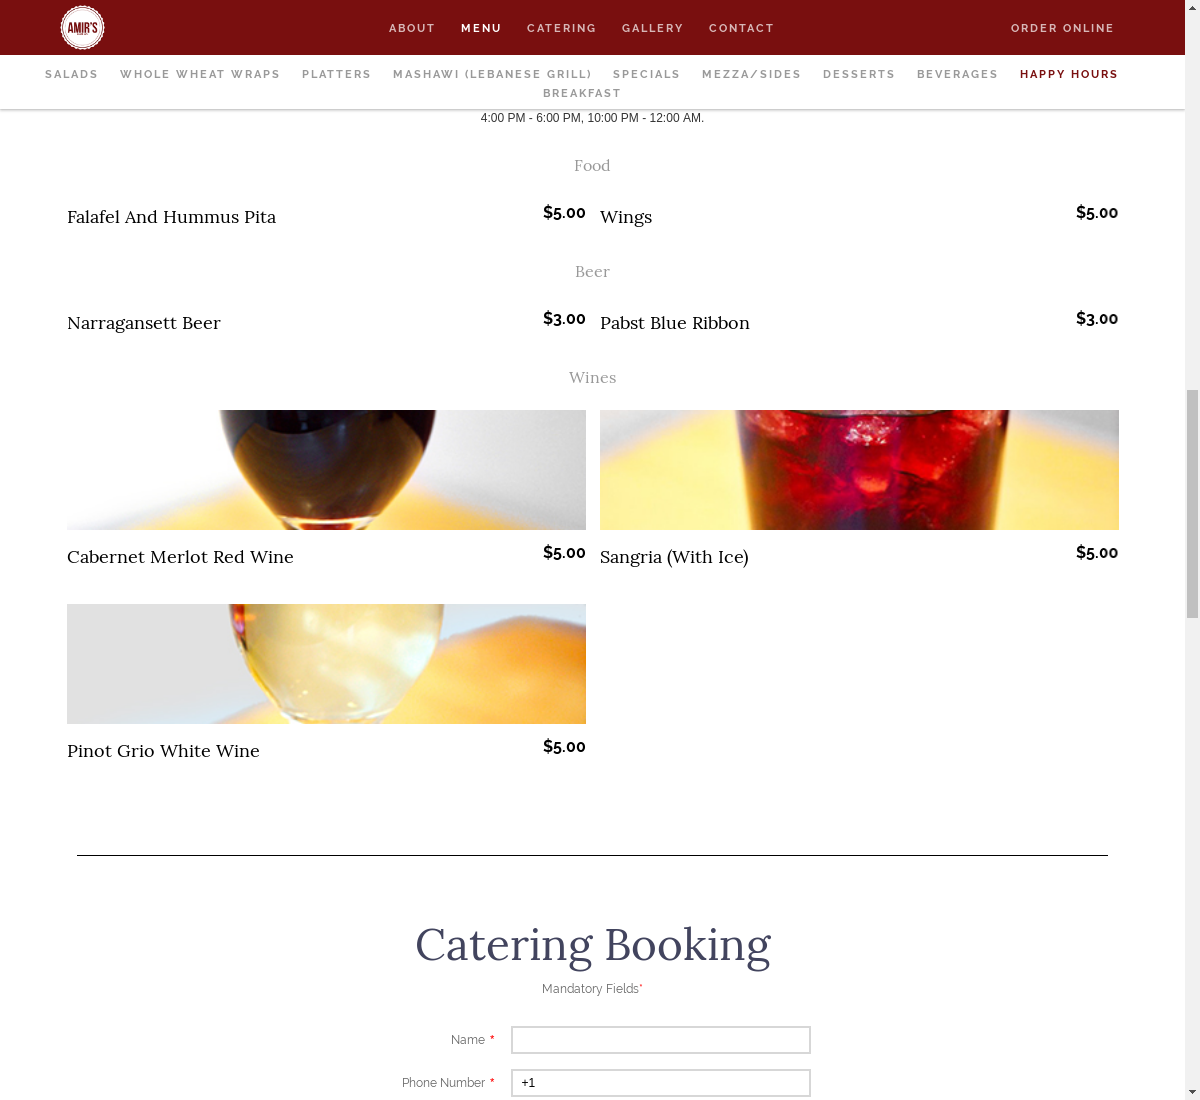 AMIR'S
ABOUT MENU CATERING GALLERY CONTACT ORDER ONLINE
SALADS WHOLE WHEAT WRAPS PLATTERS MASHAWI (LEBANESE GRILL) SPECIALS MEZZA/SIDES DESSERTS BEVERAGES HAPPY HOURS
BREAKFAST
4:00 PM - 6:00 PM, 10:00 PM - 12:00 AM.
Food
Falafel And Hummus Pita $5.00 Wings $5.00
Beer
Narragansett Beer $3.00 Pabst Blue Ribbon $3.00
Wines
Cabernet Merlot Red Wine $5.00 Sangria (With Ice) $5.00
Pinot Grio White Wine $5.00
Catering Booking
Mandatory Fields*
Name *
Phone Number * +1